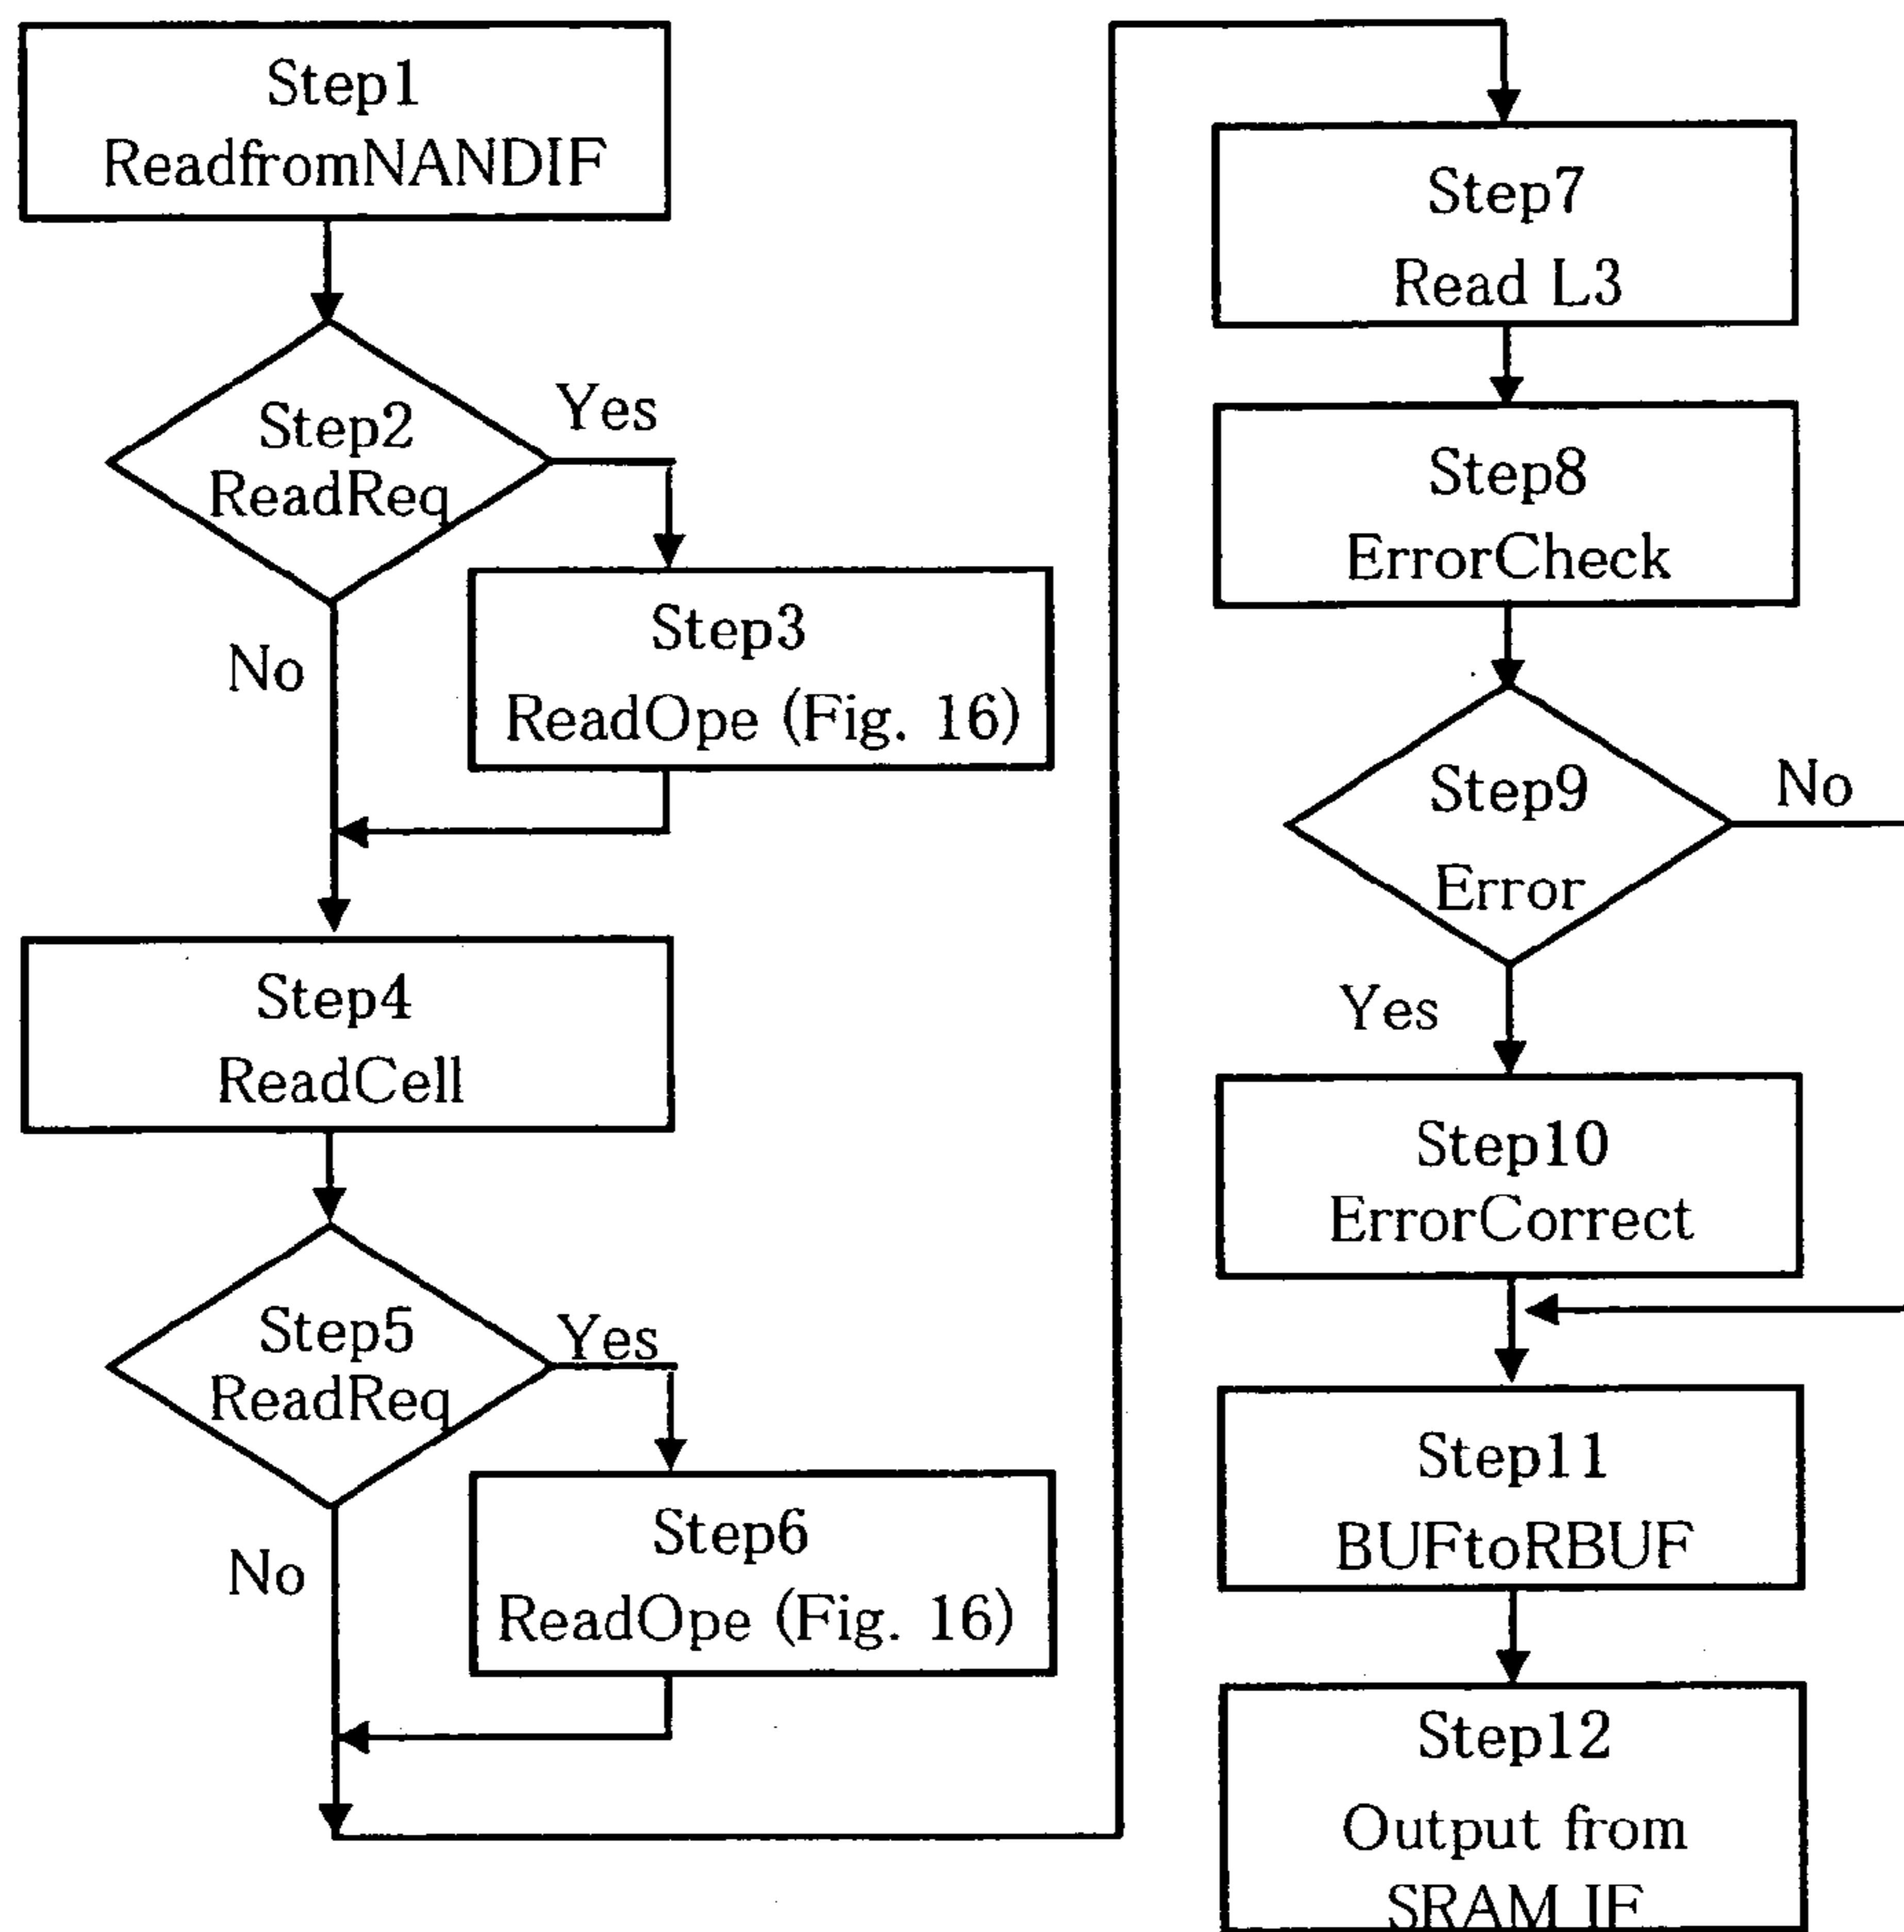 Step1
ReadfromNANDIF
Step2
ReadReq
Yes
No
Step3
ReadOpe (Fig. 16)
Step4
ReadCell
Step5
ReadReq
Yes
No
Step6
ReadOpe (Fig. 16)
Step7
Read L3
Step8
ErrorCheck
Step9
Error
No
Yes
Step10
ErrorCorrect
Step11
BUFtoRBUF
Step12
Output from
SRAM IF